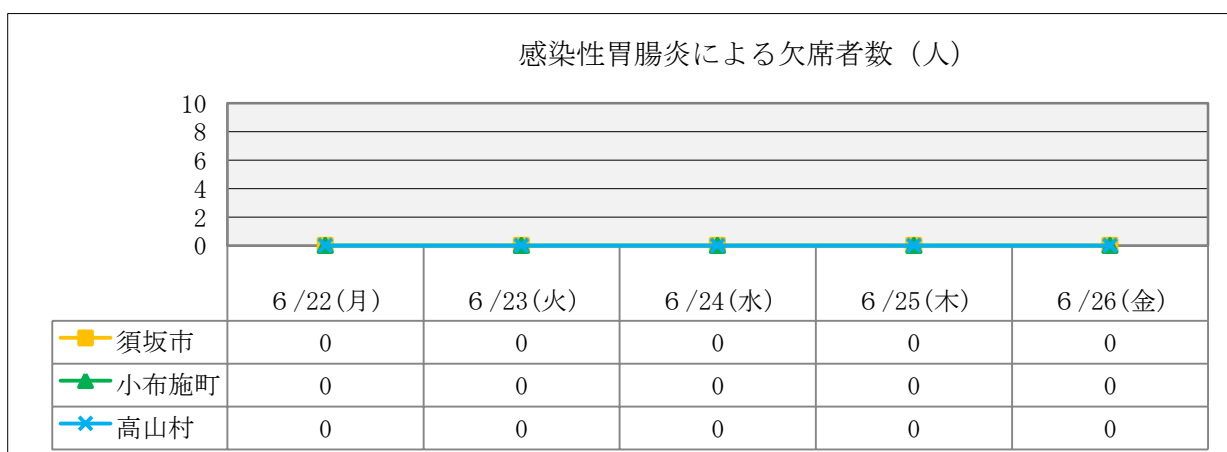 感染性胃腸炎による欠席者数（人）
10
8
6
4
2
0
６/22(月) ６/23(火) ６/24(水) ６/25(木) ６/26(金)
須坂市 0 0 0 0 0
小布施町 0 0 0 0 0
高山村 0 0 0 0 0